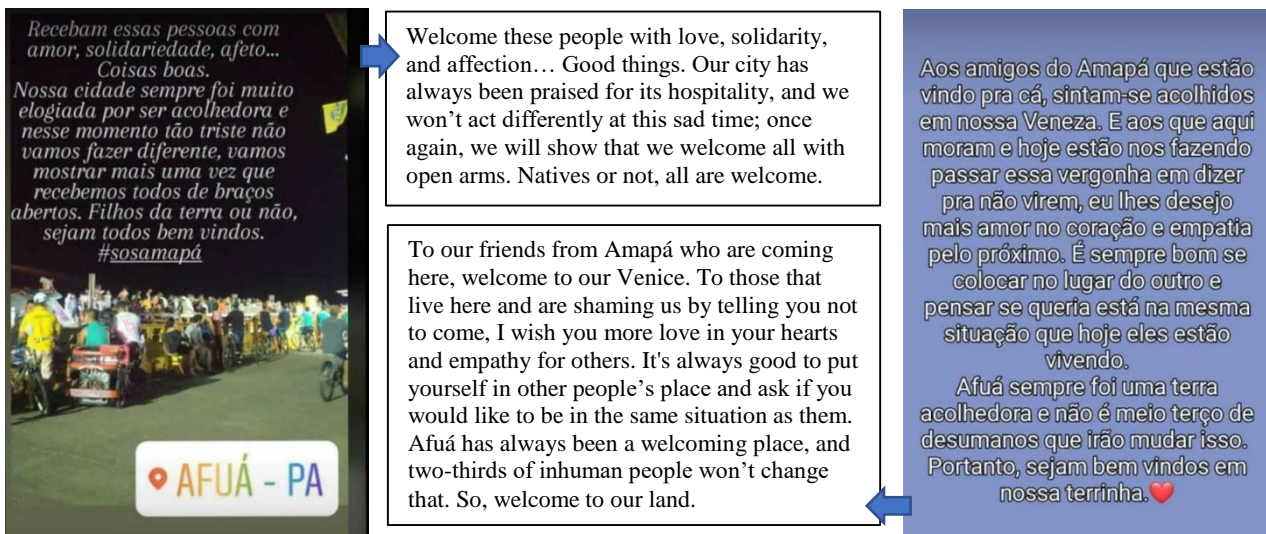 Recebam essas pessoas com
amor, solidariedade, afeto...
Coisas boas.
Nossa cidade sempre foi muito
elogiada por ser acolhedora e
nesse momento tão triste não
vamos fazer diferente, vamos
mostrar mais uma vez que
recebemos todos de braços
abertos. Filhos da terra ou não,
sejam todos bem vindos.
#sosamapá
AFUÁ - PA
Welcome these people with love, solidarity,
and affection… Good things. Our city has
always been praised for its hospitality, and we
won’t act differently at this sad time; once
again, we will show that we welcome all with
open arms. Natives or not, all are welcome.
To our friends from Amapá who are coming
here, welcome to our Venice. To those that
live here and are shaming us by telling you not
to come, I wish you more love in your hearts
and empathy for others. It's always good to put
yourself in other people’s place and ask if you
would like to be in the same situation as them.
Afuá has always been a welcoming place, and
two-thirds of inhuman people won’t change
that. So, welcome to our land.
Aos amigos do Amapá que estão
vindo pra cá, sintam-se acolhidos
em nossa Veneza. E aos que aqui
moram e hoje estão nos fazendo
passar essa vergonha em dizer
pra não virem, eu lhes desejo
mais amor no coração e empatia
pelo próximo. É sempre bom se
colocar no lugar do outro e
pensar se queria está na mesma
situação que hoje eles estão
vivendo.
Afuá sempre foi uma terra
acolhedora e não é meio terço de
desumanos que irão mudar isso.
Portanto, sejam bem vindos em
nossa terrinha.❤️